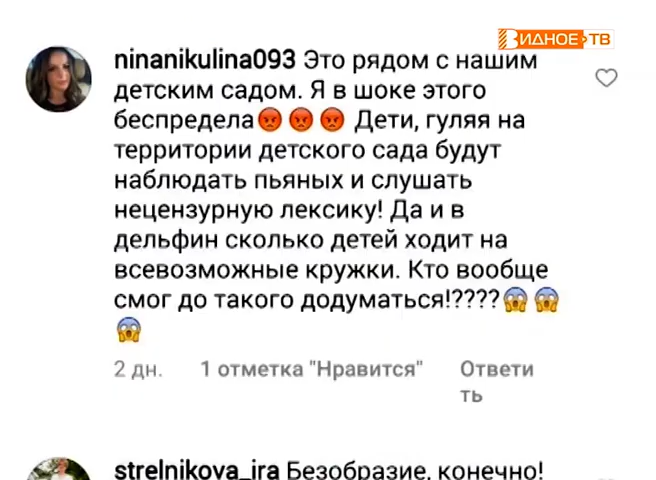 ВИДНОЕ ТВ
ninanikulina093 Это рядом с нашим
детским садом. Я в шоке этого
беспредела😡😡😡 Дети, гуляя на
территории детского сада будут
наблюдать пьяных и слушать
нецензурную лексику! Да и в
дельфин сколько детей ходит на
всевозможные кружки. Кто вообще
смог до такого додуматься!????😱😱
😱
2 дн. 1 отметка "Нравится" Ответи
ть
strelnikova_ira Безобразие, конечно!